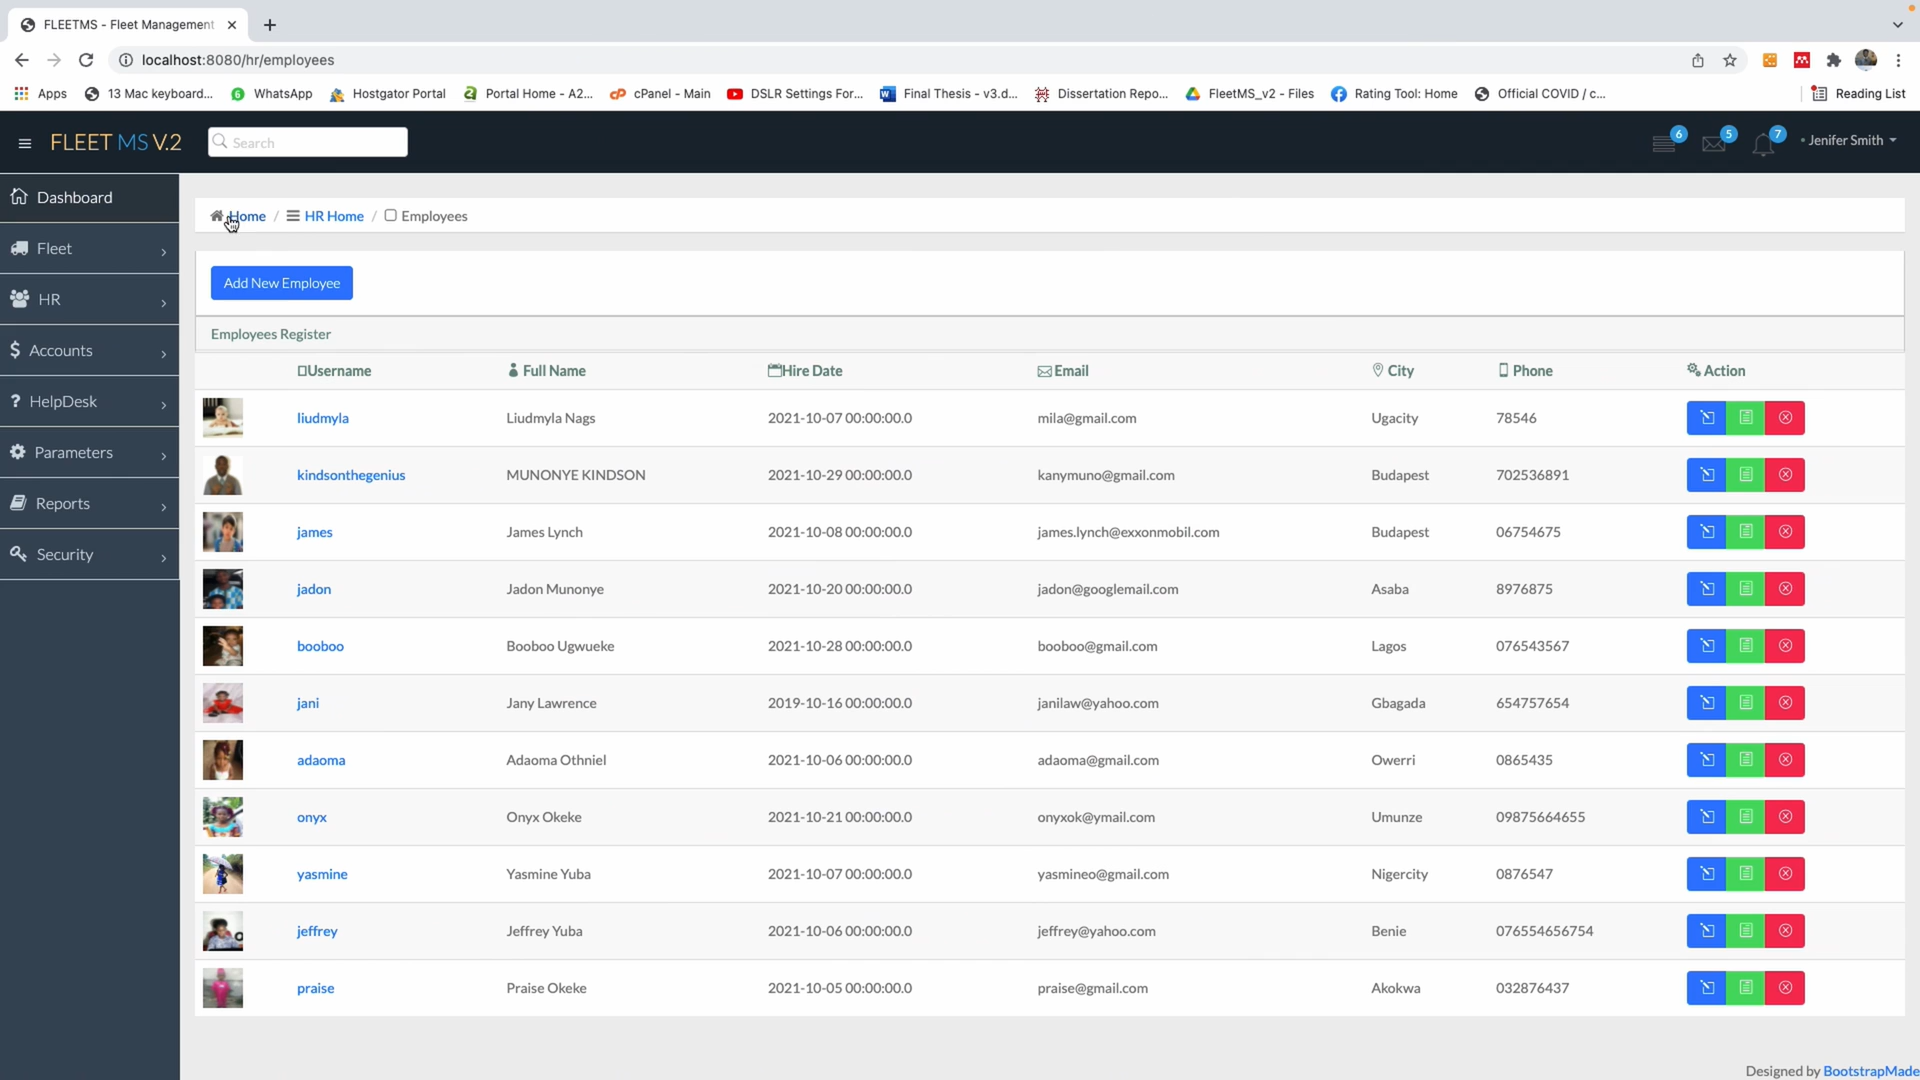 FLEETMS - Fleet Management
localhost:8080/hr/employees
Apps 13 Mac keyboard... WhatsApp Hostgator Portal Portal Home - A2... cPanel - Main DSLR Settings For... Final Thesis - v3.d... Dissertation Repo... FleetMS_v2 - Files Rating Tool: Home Official COVID / c... Reading List
FLEET MS V.2 Search 6 5 7 Jenifer Smith
Dashboard
Fleet
HR
Accounts
HelpDesk
Parameters
Reports
Security
Home / HR Home / Employees
Add New Employee
Employees Register
Username Full Name Hire Date Email City Phone Action
liudmyla Liudmyla Nags 2021-10-07 00:00:00.0 mila@gmail.com Ugacity 78546
kindsonthegenius MUNONYE KINDSON 2021-10-29 00:00:00.0 kanymuno@gmail.com Budapest 702536891
james James Lynch 2021-10-08 00:00:00.0 james.lynch@exxonmobil.com Budapest 06754675
jadon Jadon Munonye 2021-10-20 00:00:00.0 jadon@googlemail.com Asaba 8976875
booboo Booboo Ugwueke 2021-10-28 00:00:00.0 booboo@gmail.com Lagos 076543567
jani Jany Lawrence 2019-10-16 00:00:00.0 janilaw@yahoo.com Gbagada 654757654
adaoma Adaoma Othniel 2021-10-06 00:00:00.0 adaoma@gmail.com Owerri 0865435
onyx Onyx Okeke 2021-10-21 00:00:00.0 onyxok@ymail.com Umunze 09875664655
yasmine Yasmine Yuba 2021-10-07 00:00:00.0 yasmineo@gmail.com Nigercity 0876547
jeffrey Jeffrey Yuba 2021-10-06 00:00:00.0 jeffrey@yahoo.com Benie 076554656754
praise Praise Okeke 2021-10-05 00:00:00.0 praise@gmail.com Akokwa 032876437
Designed by BootstrapMade